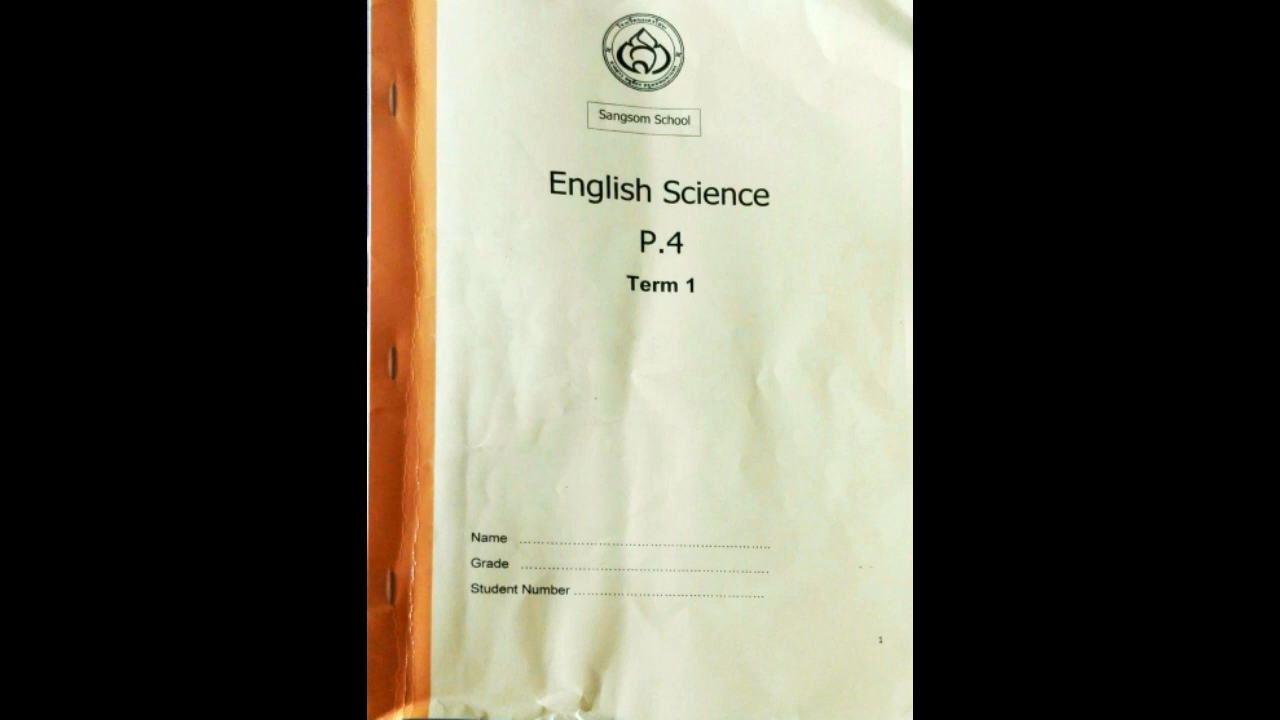 Sangsom School
English Science
P.4
Term 1
Name ................................................................
Grade ................................................................
Student Number ................................................
1